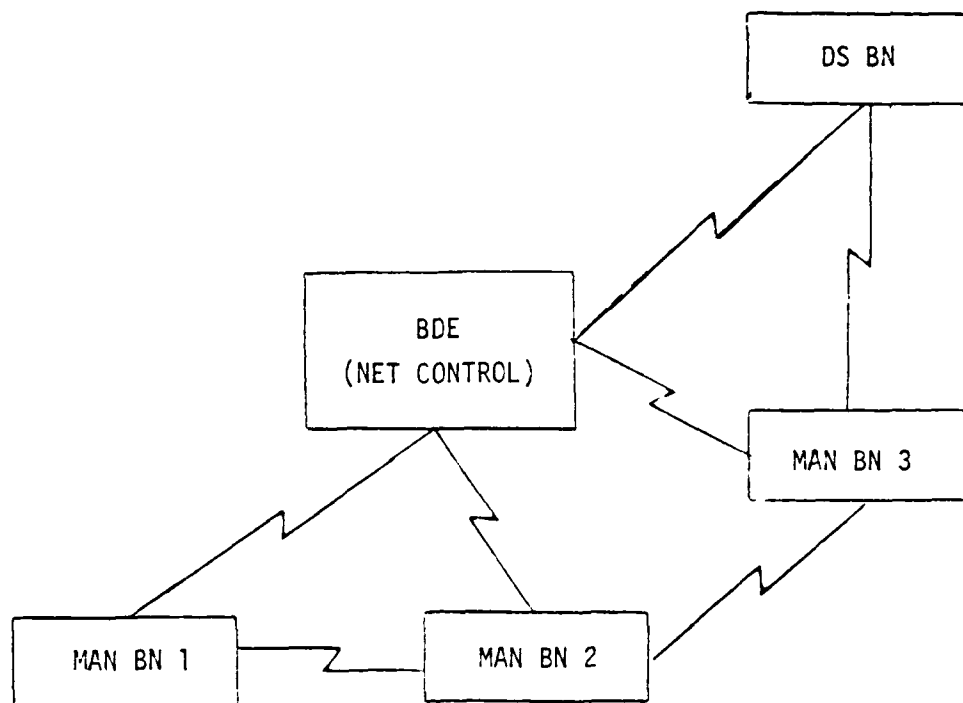 DS BN
BDE
(NET CONTROL)
MAN BN 3
MAN BN 1
MAN BN 2